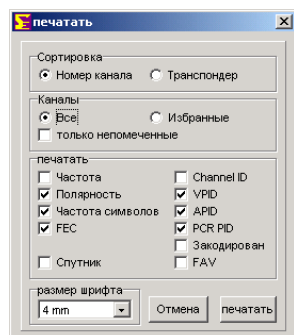 печатать
Сортировка
Номер канала Транспондер
Каналы
Все Избранные
только непомеченные
печатать
Частота Channel ID
Полярность VPID
Частота символов APID
FEC PCR PID
Закодирован
Спутник FAV
размер шрифта
4 mm Отмена печатать